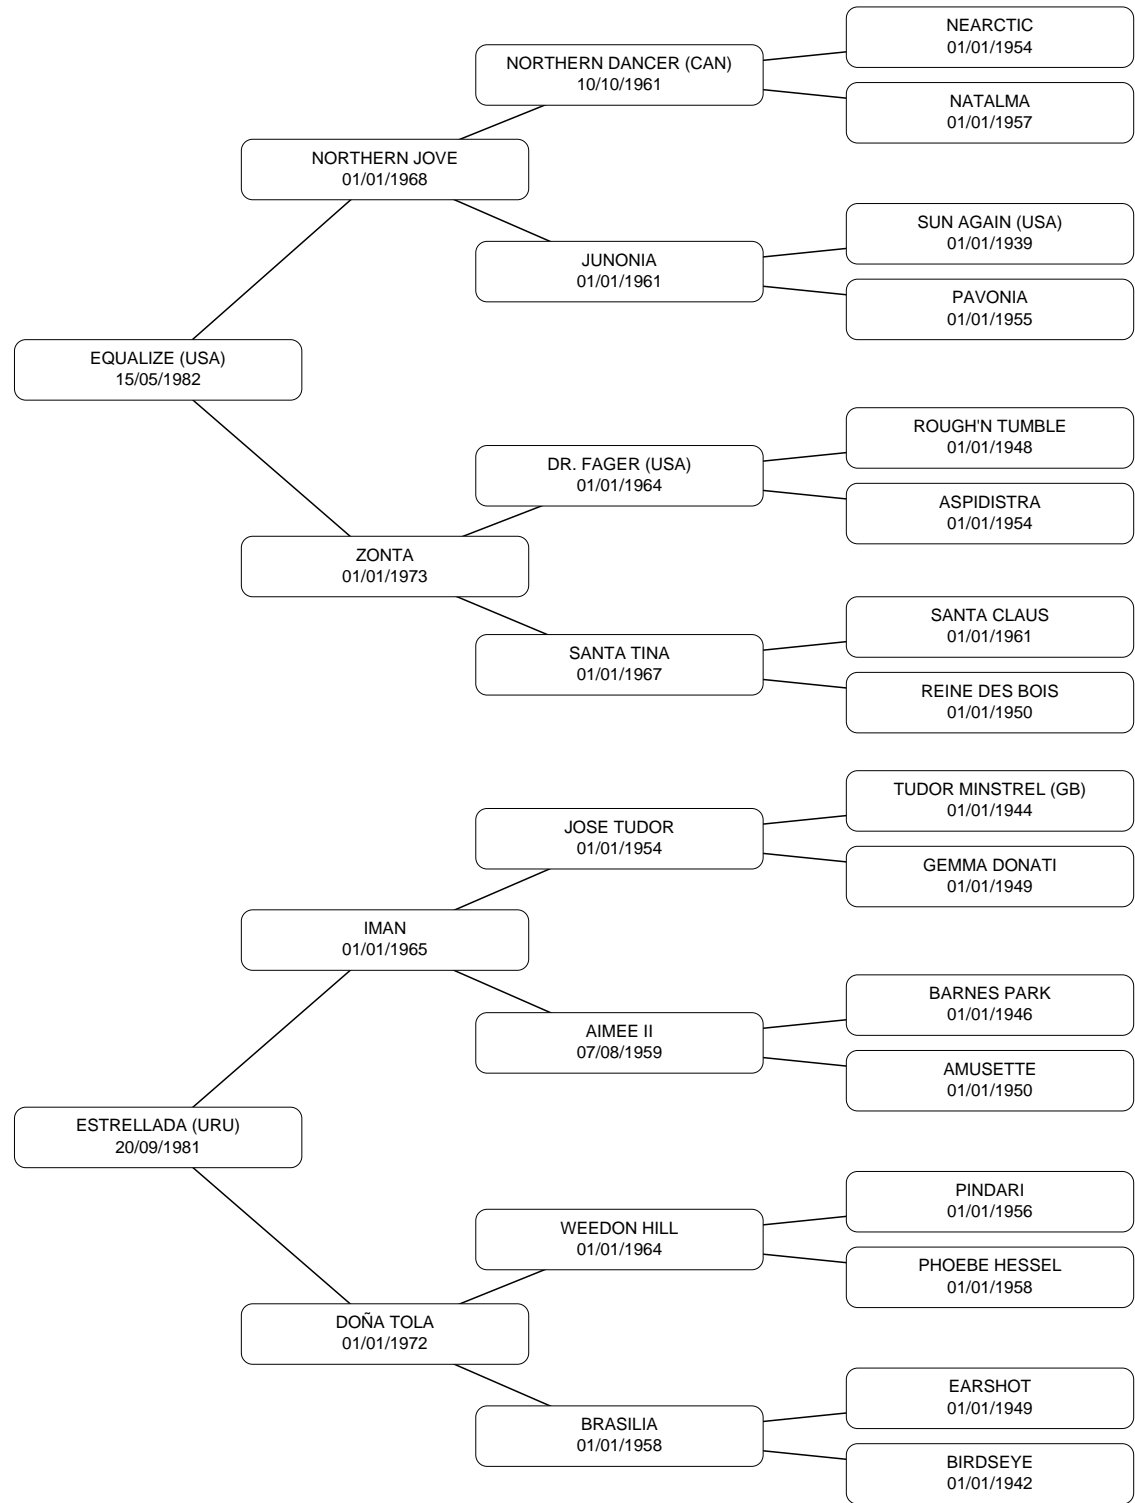 NEARCTIC
01/01/1954
NORTHERN DANCER (CAN)
10/10/1961
NATALMA
01/01/1957
NORTHERN JOVE
01/01/1968
SUN AGAIN (USA)
01/01/1939
JUNONIA
01/01/1961
PAVONIA
01/01/1955
EQUALIZE (USA)
15/05/1982
ROUGH'N TUMBLE
01/01/1948
DR. FAGER (USA)
01/01/1964
ASPIDISTRA
01/01/1954
ZONTA
01/01/1973
SANTA CLAUS
01/01/1961
SANTA TINA
01/01/1967
REINE DES BOIS
01/01/1950
TUDOR MINSTREL (GB)
01/01/1944
JOSE TUDOR
01/01/1954
GEMMA DONATI
01/01/1949
IMAN
01/01/1965
BARNES PARK
01/01/1946
AIMEE II
07/08/1959
AMUSETTE
01/01/1950
ESTRELLADA (URU)
20/09/1981
PINDARI
01/01/1956
WEEDON HILL
01/01/1964
PHOEBE HESSEL
01/01/1958
DOÑA TOLA
01/01/1972
EARSHOT
01/01/1949
BRASILIA
01/01/1958
BIRDSEYE
01/01/1942